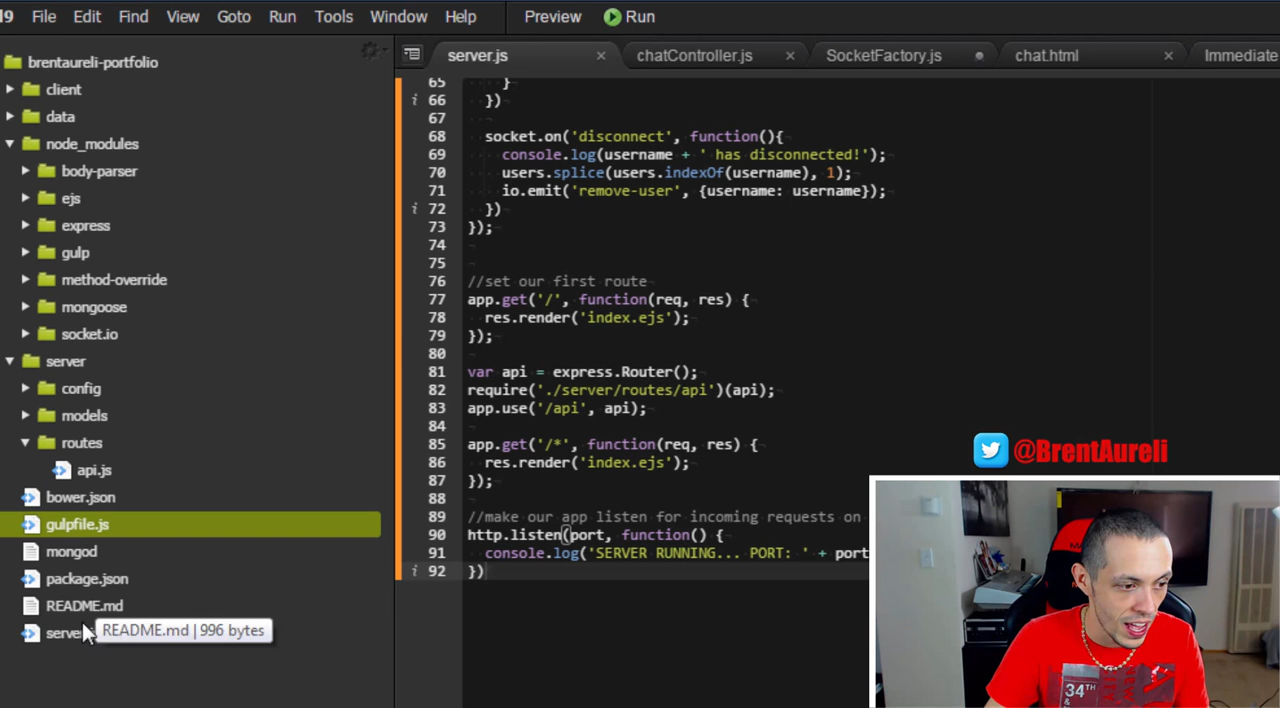 9 File Edit Find View Goto Run Tools Window Help Preview Run
brentaureli-portfolio
client
data
node_modules
body-parser
ejs
express
gulp
method-override
mongoose
socket.io
server
config
models
routes
api.js
bower.json
gulpfile.js
mongod
package.json
README.md
server
README.md | 996 bytes
server.js chatController.js SocketFactory.js chat.html Immediate
65 }
66 })
67
68 socket.on('disconnect', function(){
69 console.log(username + ' has disconnected!');
70 users.splice(users.indexOf(username), 1);
71 io.emit('remove-user', {username: username});
72 })
73 });
74
75
76 //set our first route
77 app.get('/', function(req, res) {
78 res.render('index.ejs');
79 });
80
81 var api = express.Router();
82 require('./server/routes/api')(api);
83 app.use('/api', api);
84
85 app.get('/*', function(req, res) {
86 res.render('index.ejs');
87 });
88
89 //make our app listen for incoming requests on
90 http.listen(port, function() {
91 console.log('SERVER RUNNING... PORT: ' + port
92 })
@BrentAureli
34